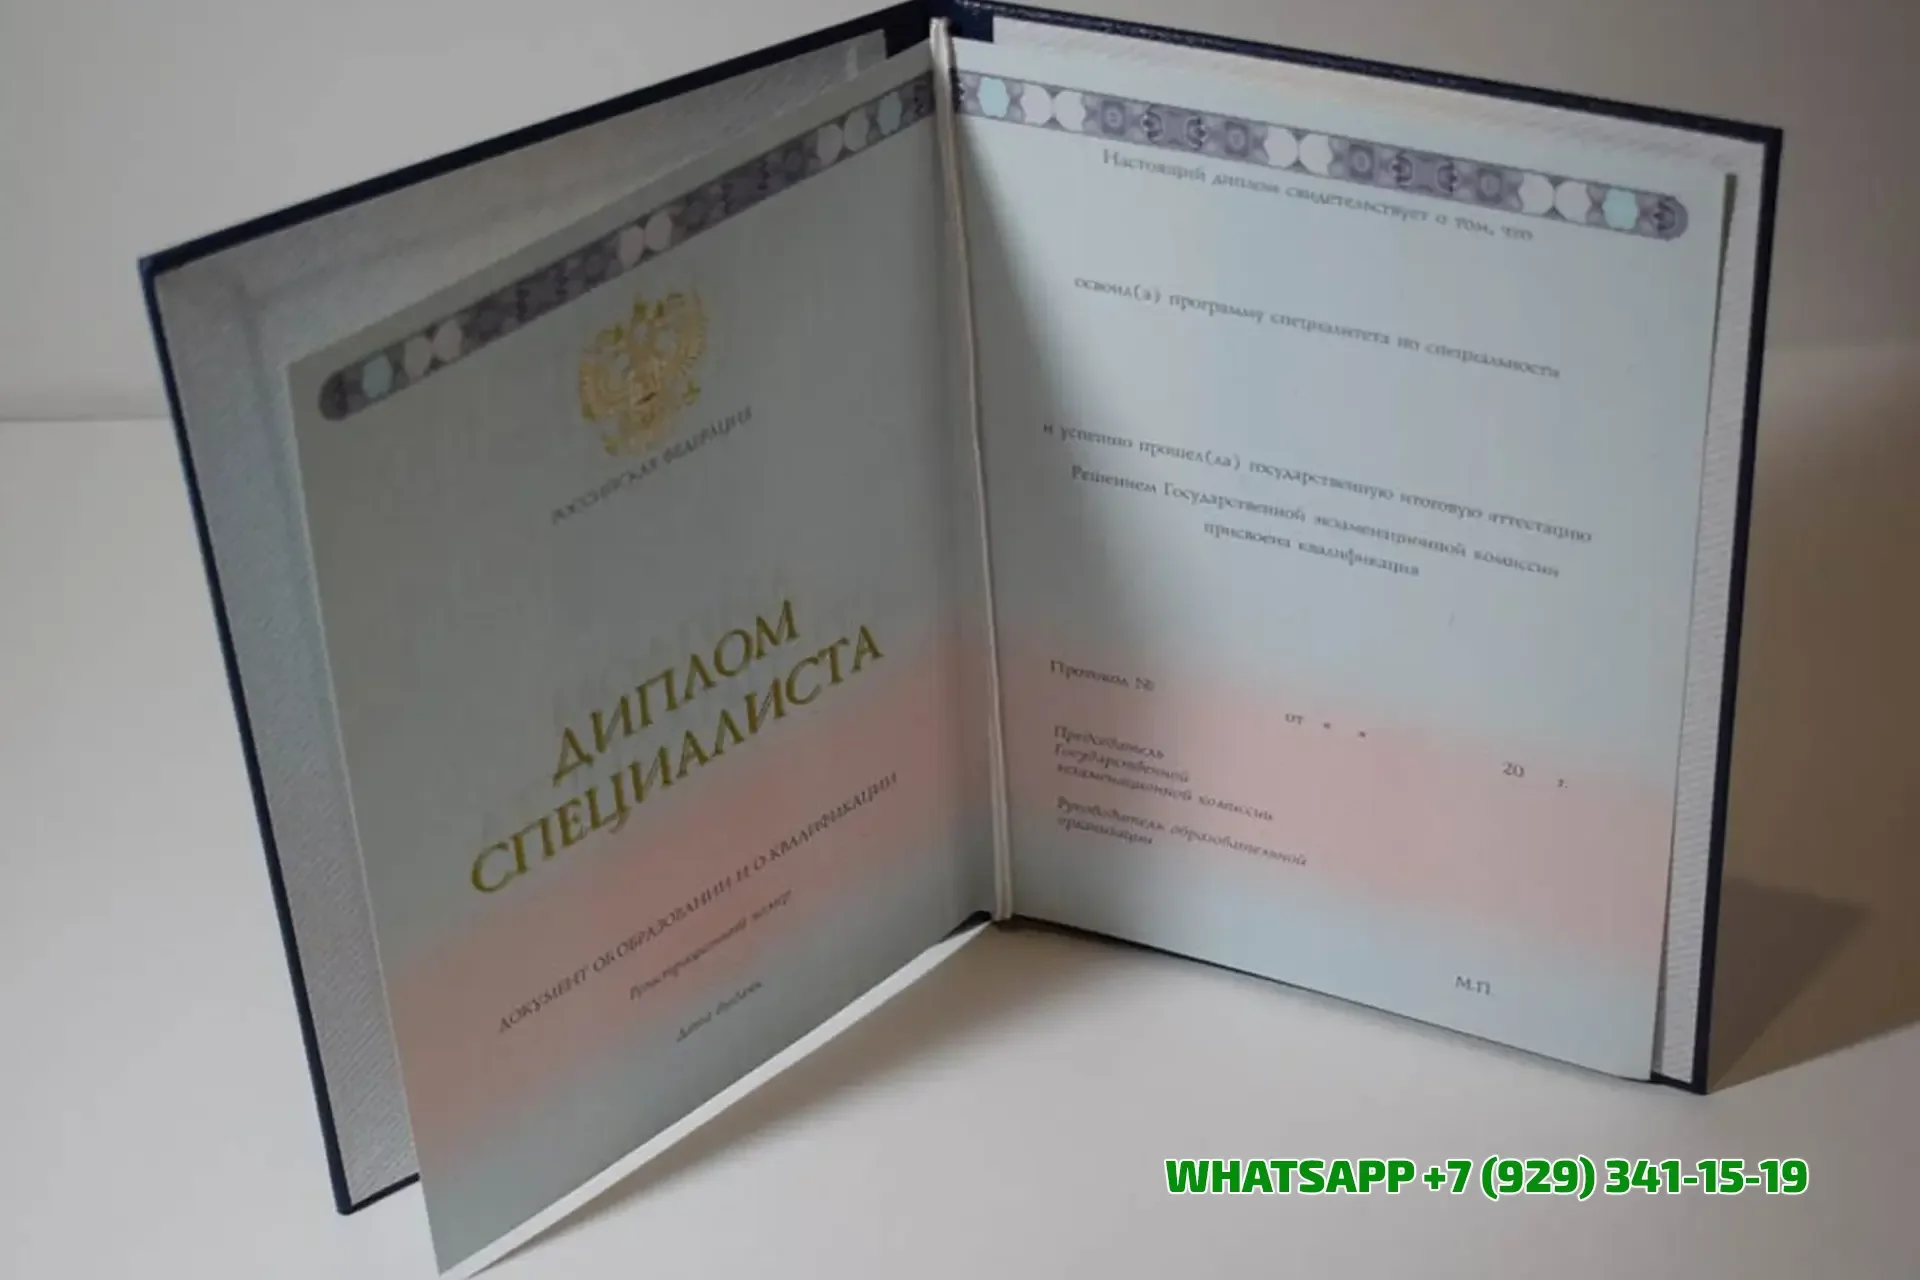 РОССИЙСКАЯ ФЕДЕРАЦИЯ
ДИПЛОМ
СПЕЦИАЛИСТА
ДОКУМЕНТ ОБ ОБРАЗОВАНИИ И О КВАЛИФИКАЦИИ
Регистрационный номер
Дата выдачи
Настоящий диплом свидетельствует о том, что
освоил(а) программу специалитета по специальности
и успешно прошел(ла) государственную итоговую аттестацию
Решением Государственной экзаменационной комиссии
присвоена квалификация
Протокол №
от « » 20 г.
Председатель
Государственной
экзаменационной комиссии
Руководитель образовательной
организации
М.П.
WHATSAPP +7 (929) 341-15-19